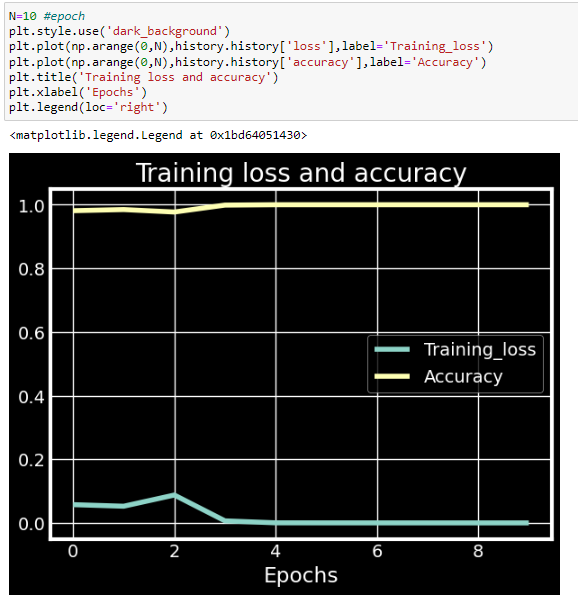 N=10 #epoch
plt.style.use('dark_background')
plt.plot(np.arange(0,N),history.history['loss'],label='Training_loss')
plt.plot(np.arange(0,N),history.history['accuracy'],label='Accuracy')
plt.title('Training loss and accuracy')
plt.xlabel('Epochs')
plt.legend(loc='right')
<matplotlib.legend.Legend at 0x1bd64051430>
Training loss and accuracy
1.0
0.8
0.6
Training_loss
0.4
Accuracy
0.2
0.0
0 2 4 6 8
Epochs